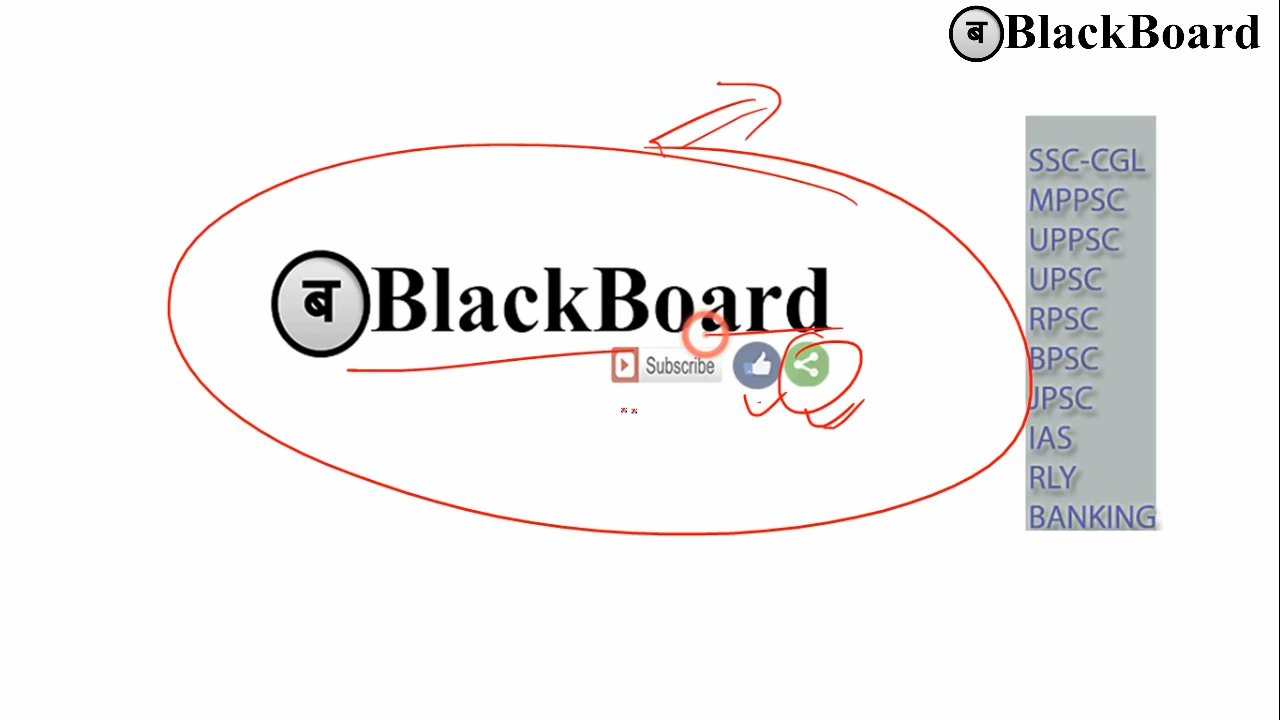 ब BlackBoard
ब BlackBoard
Subscribe
SSC-CGL
MPPSC
UPPSC
UPSC
RPSC
BPSC
JPSC
IAS
RLY
BANKING